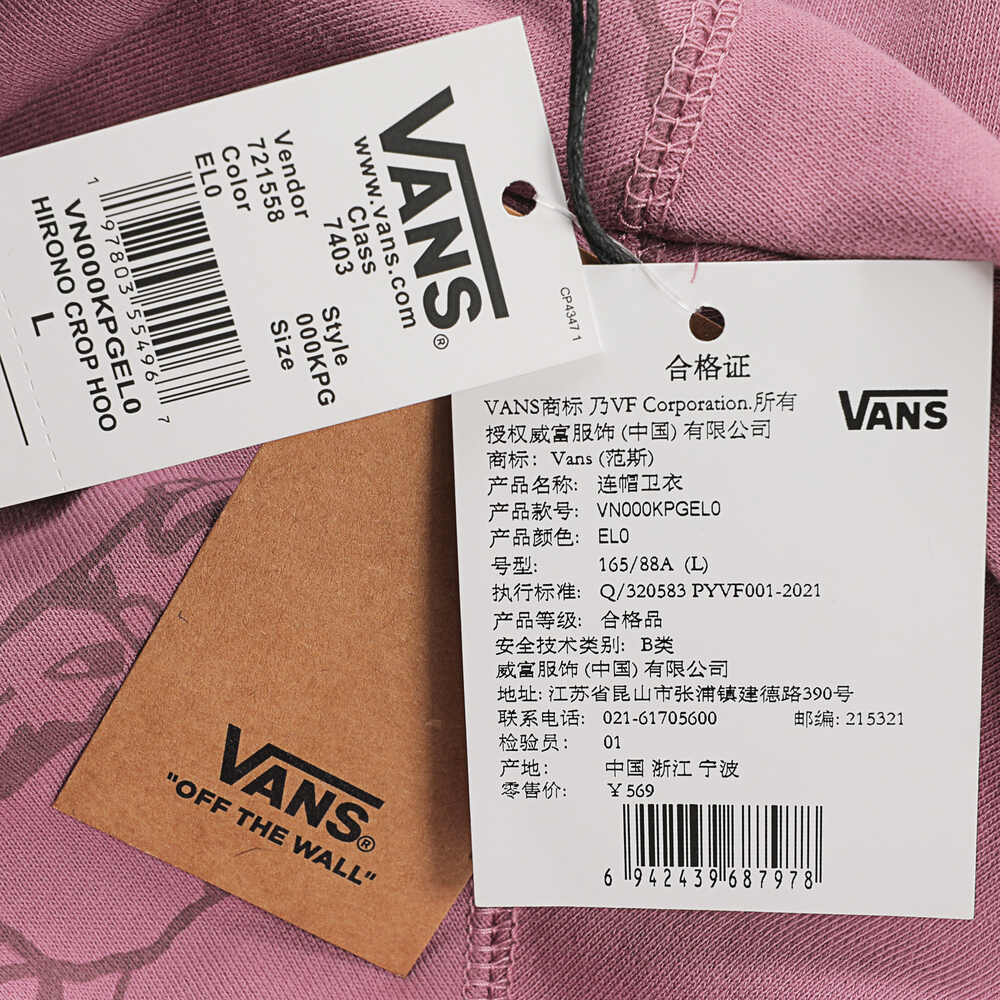 VANS®
www.vans.com
Class
7403
Vendor
721558
Color
EL0
Style
000KPG
Size
1 97803 55496 7
VN000KPGEL0
HIRONO CROP HOO
L
CP4347 1
合格证
VANS
VANS商标 乃VF Corporation.所有
授权威富服饰 (中国) 有限公司
商标: Vans (范斯)
产品名称: 连帽卫衣
产品款号: VN000KPGEL0
产品颜色: EL0
号型: 165/88A (L)
执行标准: Q/320583 PYVF001-2021
产品等级: 合格品
安全技术类别: B类
威富服饰 (中国) 有限公司
地址: 江苏省昆山市张浦镇建德路390号
联系电话: 021-61705600 邮编: 215321
检验员: 01
产地: 中国 浙江 宁波
零售价: ¥569
6 942439 687978
VANS®
"OFF THE WALL"